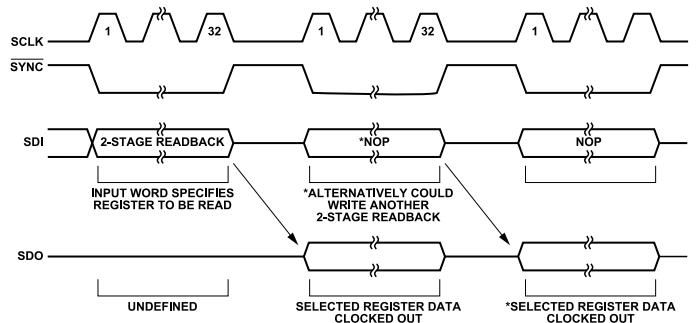 SCLK
1
32
1
32
1
SYNC
SDI
2-STAGE READBACK
*NOP
NOP
INPUT WORD SPECIFIES
REGISTER TO BE READ
*ALTERNATIVELY COULD
WRITE ANOTHER
2-STAGE READBACK
SDO
UNDEFINED
SELECTED REGISTER DATA
CLOCKED OUT
*SELECTED REGISTER DATA
CLOCKED OUT